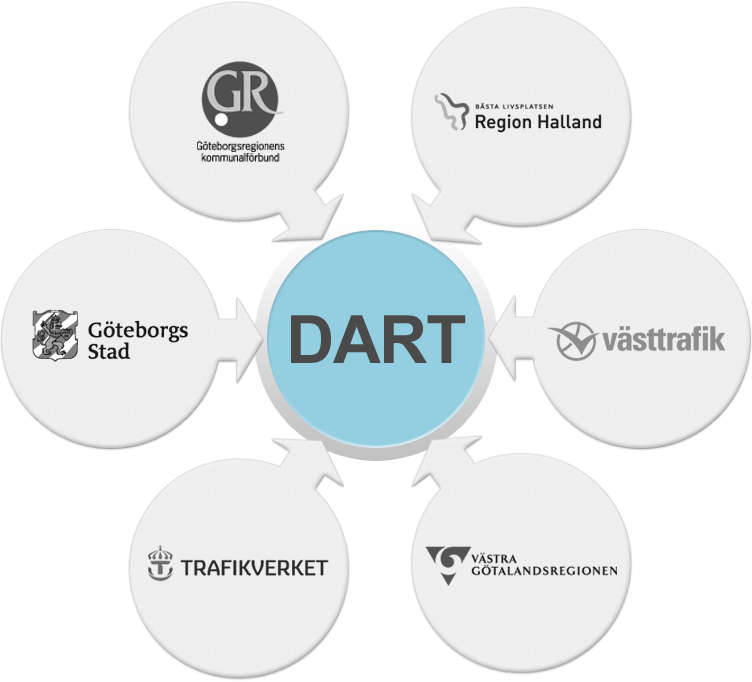 GR
Göteborgsregionens
kommunalförbund
BÄSTA LIVSPLATSEN
Region Halland
Göteborgs
Stad
DART
västtrafik
TRAFIKVERKET
VÄSTRA
GÖTALANDSREGIONEN